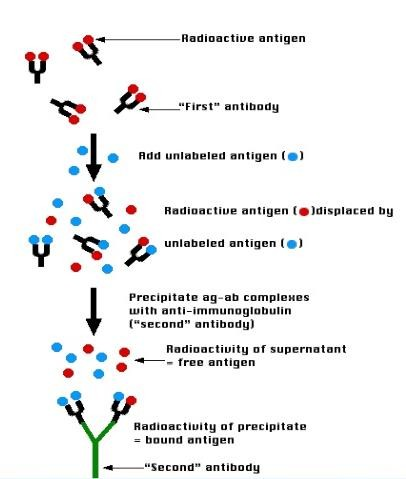 Radioactive antigen
"First" antibody
Add unlabeled antigen ( )
Radioactive antigen ( )displaced by
unlabeled antigen ( )
Precipitate ag-ab complexes
with anti-immunoglobulin
("second" antibody)
Radioactivity of supernatant
= free antigen
Radioactivity of precipitate
= bound antigen
"Second" antibody